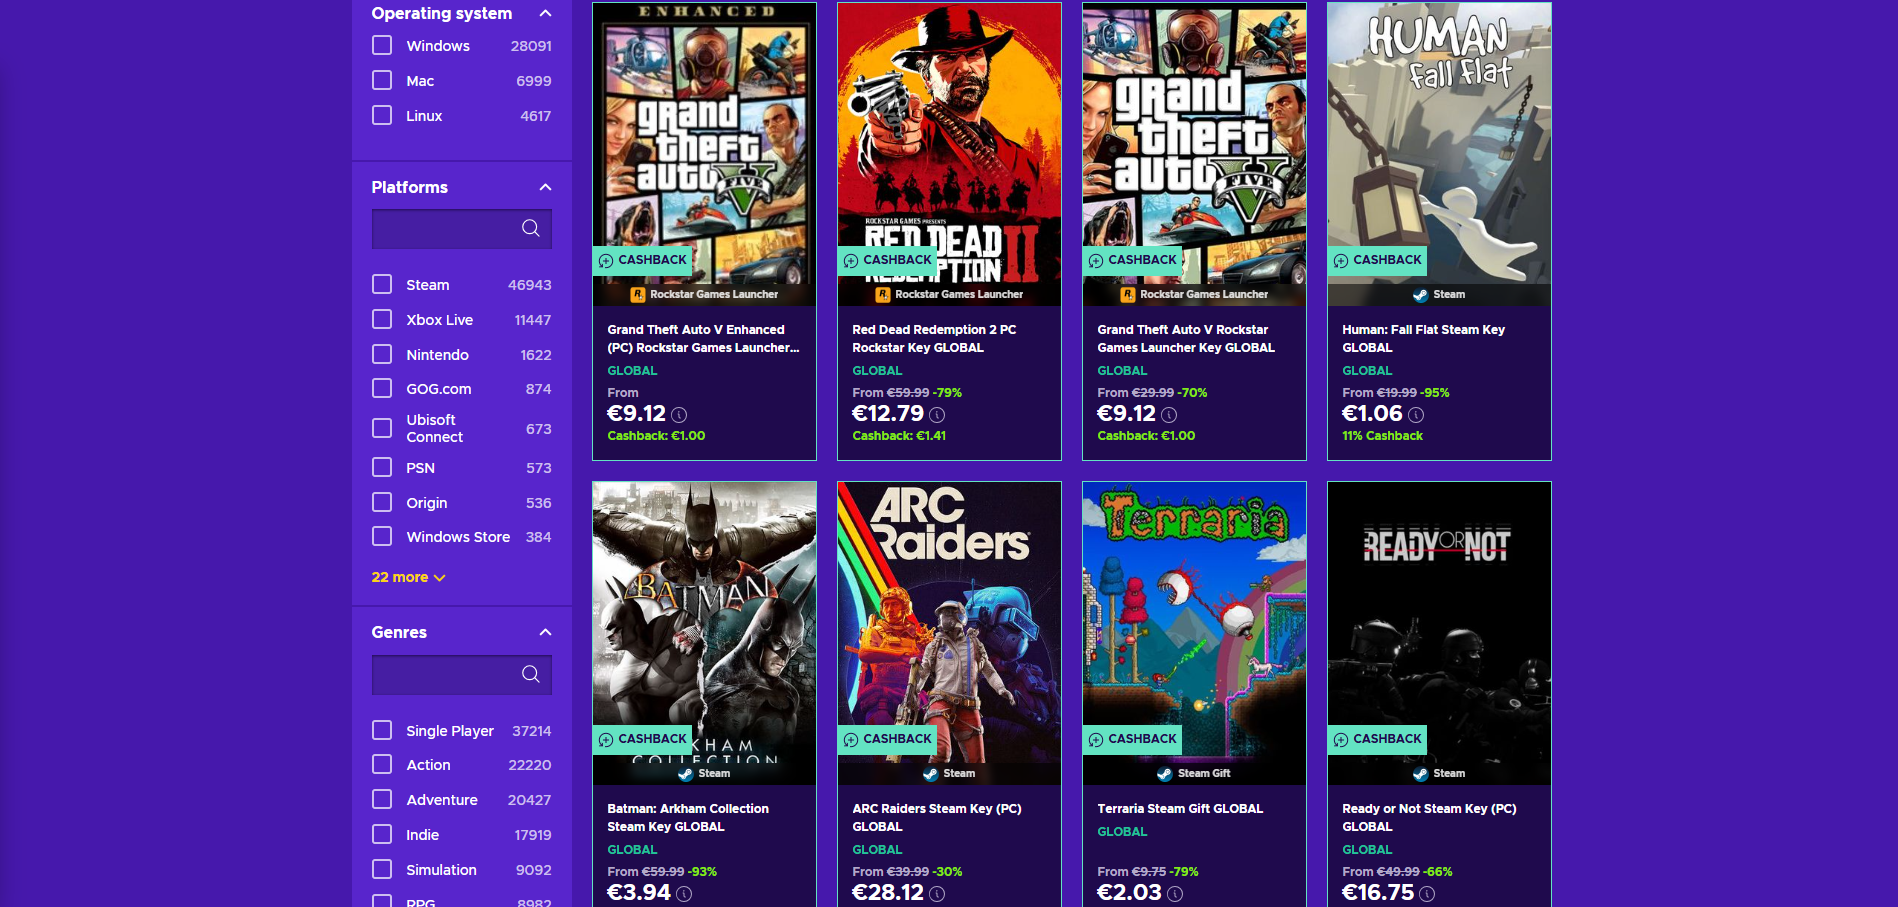 Operating system
Windows 28091
Mac 6999
Linux 4617
Platforms
Steam 46943
Xbox Live 11447
Nintendo 1622
GOG.com 874
Ubisoft
Connect 673
PSN 573
Origin 536
Windows Store 384
22 more
Genres
Single Player 37214
Action 22220
Adventure 20427
Indie 17919
Simulation 9092
RPG 8982
ENHANCED
grand
theft
auto V
FIVE
CASHBACK
R Rockstar Games Launcher
Grand Theft Auto V Enhanced
(PC) Rockstar Games Launcher...
GLOBAL
From
€9.12
Cashback: €1.00
ROCKSTAR GAMES PRESENTS
RED DEAD
REDEMPTION II
CASHBACK
R Rockstar Games Launcher
Red Dead Redemption 2 PC
Rockstar Key GLOBAL
GLOBAL
From €59.99 -79%
€12.79
Cashback: €1.41
grand
theft
auto V
FIVE
CASHBACK
R Rockstar Games Launcher
Grand Theft Auto V Rockstar
Games Launcher Key GLOBAL
GLOBAL
From €29.99 -70%
€9.12
Cashback: €1.00
HUMAN
fall flat
CASHBACK
Steam
Human: Fall Flat Steam Key
GLOBAL
GLOBAL
From €19.99 -95%
€1.06
11% Cashback
BATMAN
KHAM
COLLECTION
CASHBACK
Steam
Batman: Arkham Collection
Steam Key GLOBAL
GLOBAL
From €59.99 -93%
€3.94
ARC
Raiders
CASHBACK
Steam
ARC Raiders Steam Key (PC)
GLOBAL
GLOBAL
From €39.99 -30%
€28.12
Terraria
CASHBACK
Steam Gift
Terraria Steam Gift GLOBAL
GLOBAL
From €9.75 -79%
€2.03
READY OR NOT
CASHBACK
Steam
Ready or Not Steam Key (PC)
GLOBAL
GLOBAL
From €49.99 -66%
€16.75